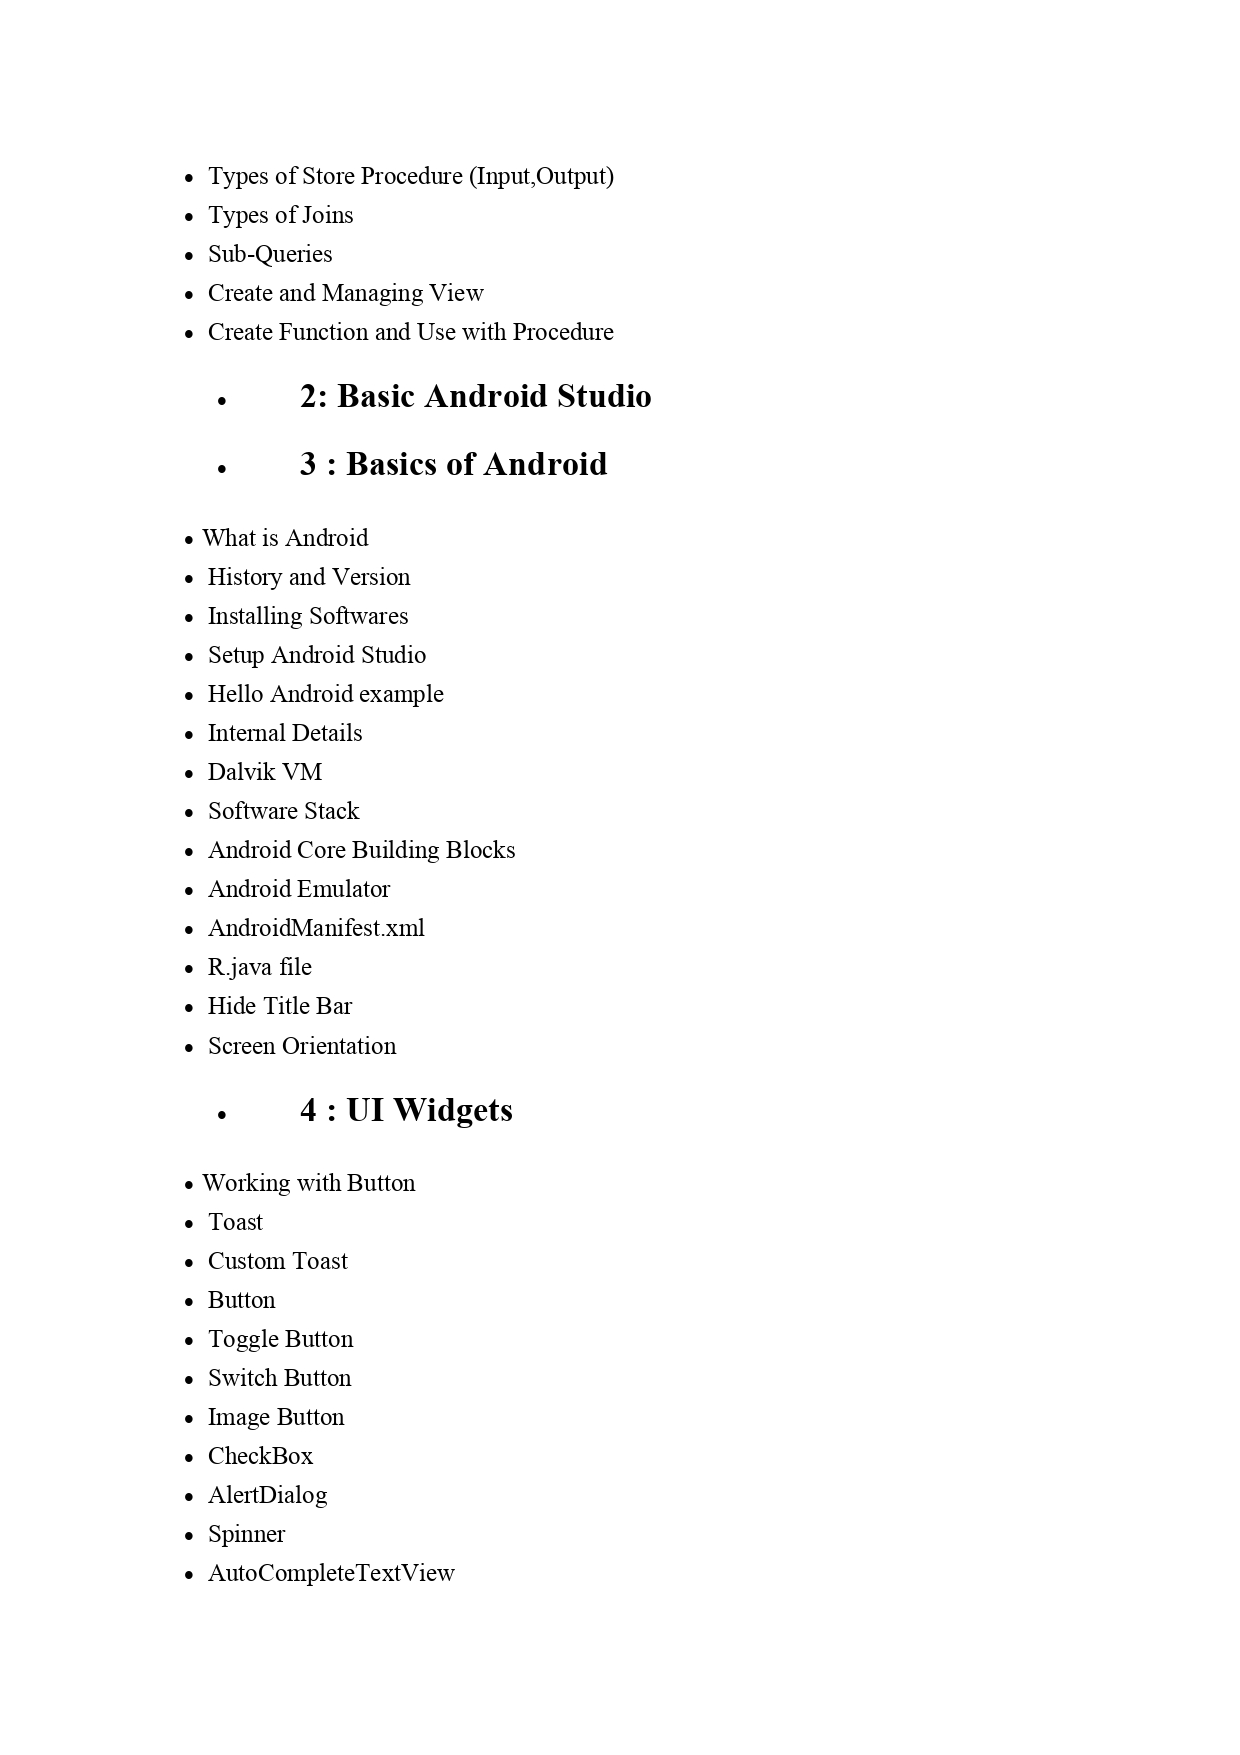 • Types of Store Procedure (Input,Output)
• Types of Joins
• Sub-Queries
• Create and Managing View
• Create Function and Use with Procedure
• 2: Basic Android Studio
• 3 : Basics of Android
• What is Android
• History and Version
• Installing Softwares
• Setup Android Studio
• Hello Android example
• Internal Details
• Dalvik VM
• Software Stack
• Android Core Building Blocks
• Android Emulator
• AndroidManifest.xml
• R.java file
• Hide Title Bar
• Screen Orientation
• 4 : UI Widgets
• Working with Button
• Toast
• Custom Toast
• Button
• Toggle Button
• Switch Button
• Image Button
• CheckBox
• AlertDialog
• Spinner
• AutoCompleteTextView